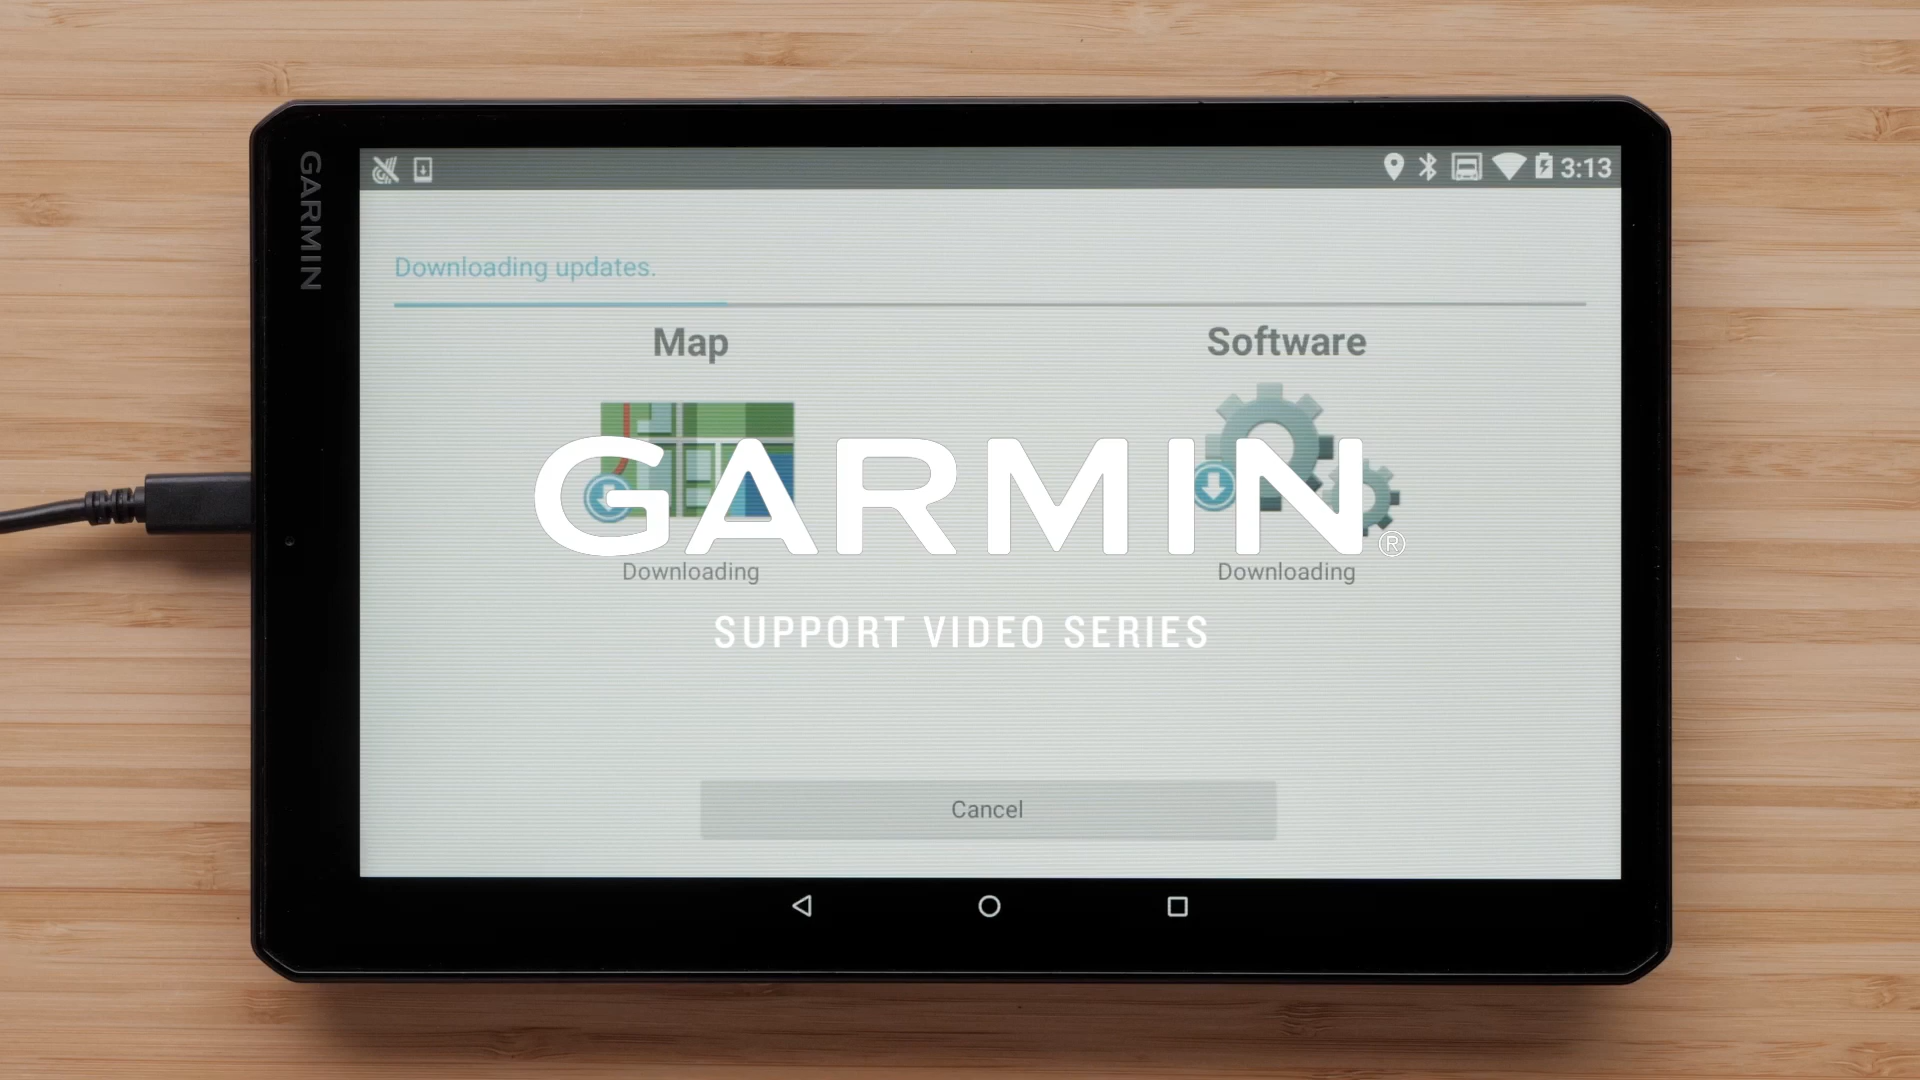 GARMIN
3:13
Downloading updates.
Map
Software
GARMIN®
Downloading
Downloading
SUPPORT VIDEO SERIES
Cancel